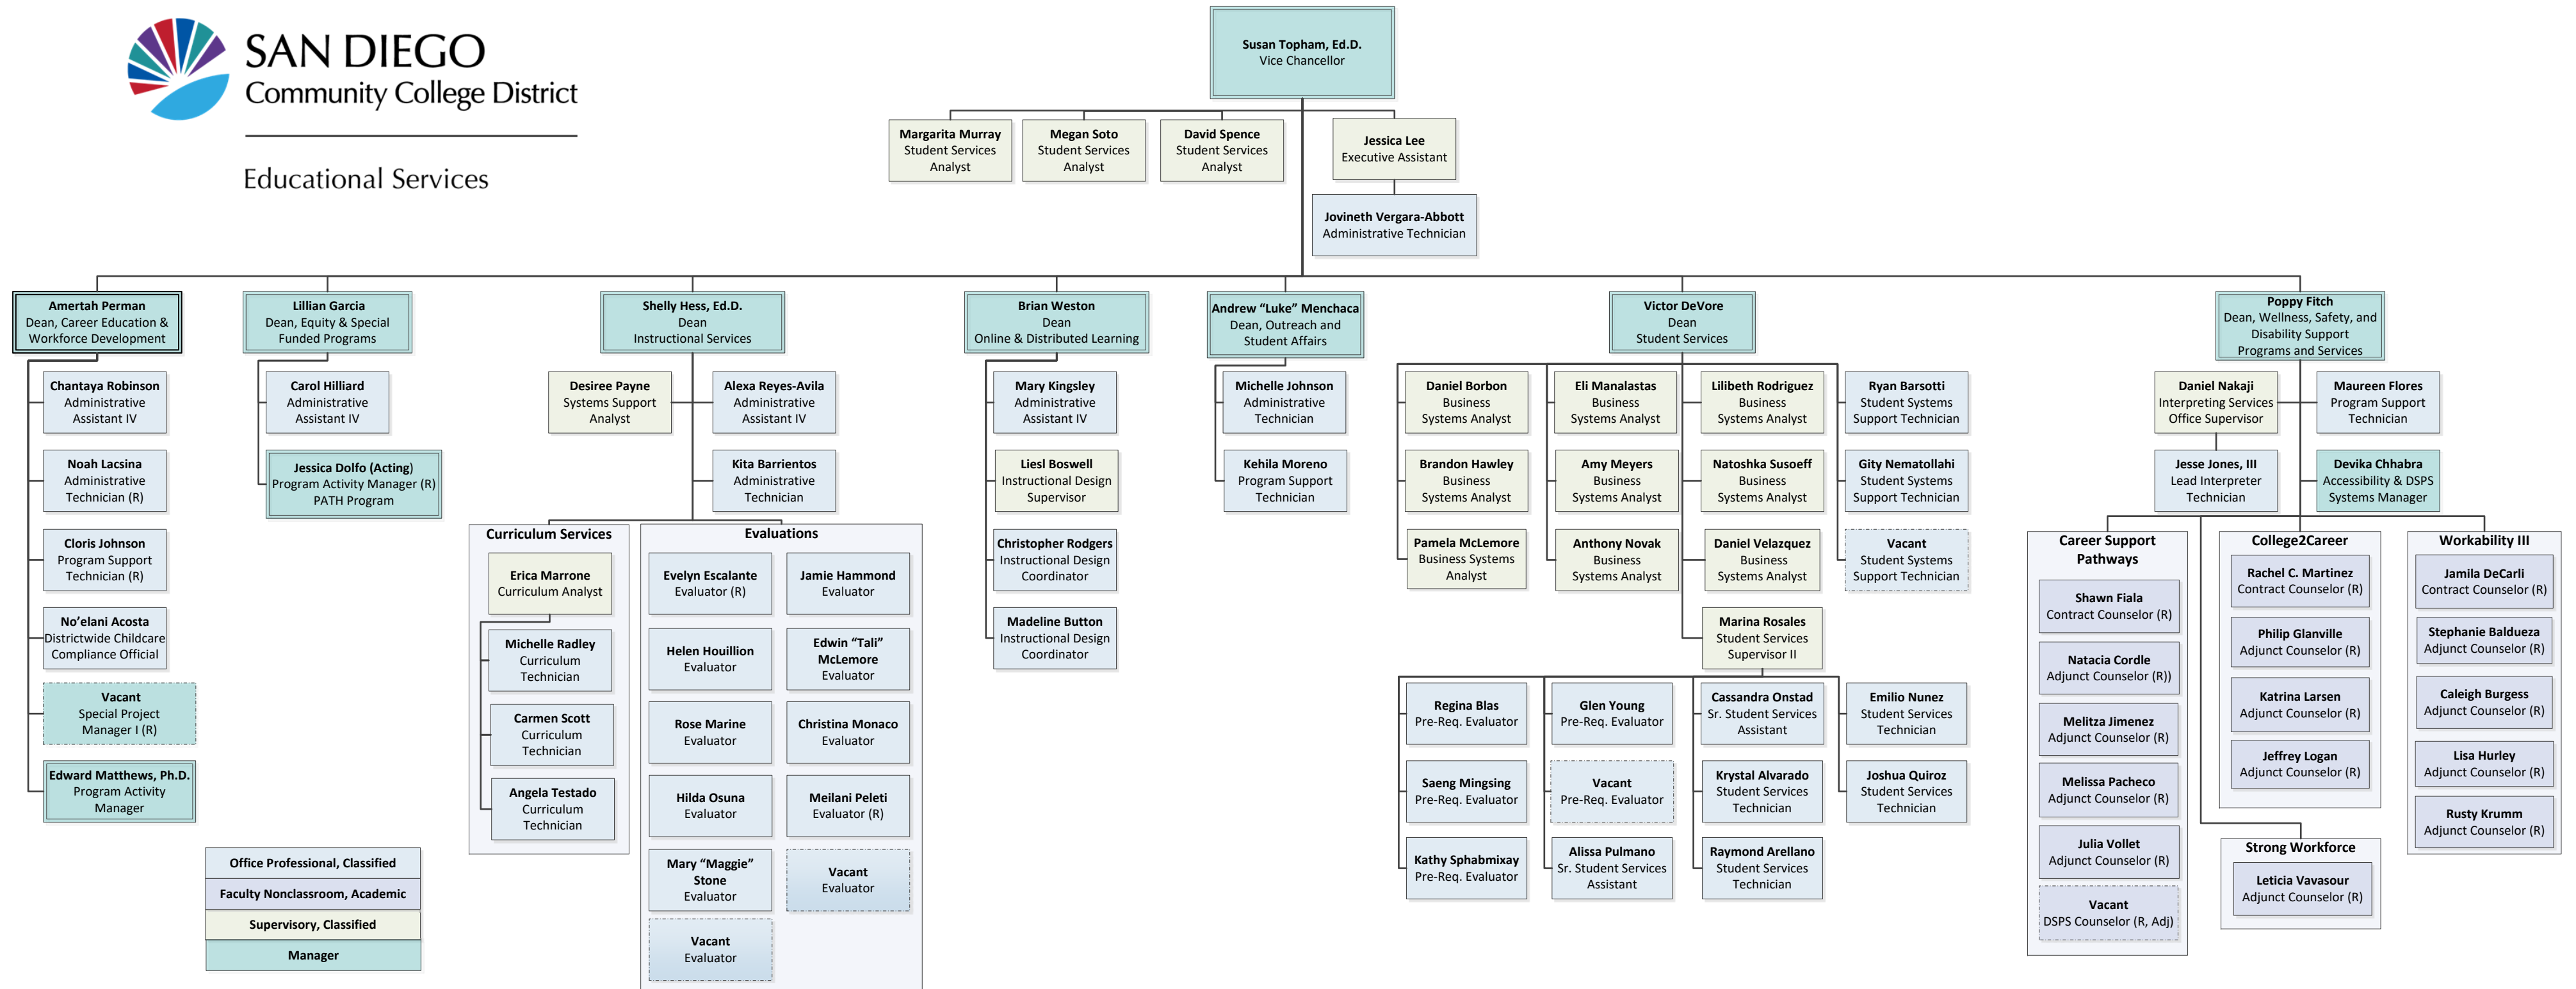 SAN DIEGO
Community College District
Educational Services
Susan Topham, Ed.D.
Vice Chancellor
Margarita Murray
Student Services
Analyst
Megan Soto
Student Services
Analyst
David Spence
Student Services
Analyst
Jessica Lee
Executive Assistant
Jovineth Vergara-Abbott
Administrative Technician
Amertah Perman
Dean, Career Education &
Workforce Development
Chantaya Robinson
Administrative
Assistant IV
Noah Lacsina
Administrative
Technician (R)
Cloris Johnson
Program Support
Technician (R)
No’elani Acosta
Districtwide Childcare
Compliance Official
Vacant
Special Project
Manager I (R)
Edward Matthews, Ph.D.
Program Activity
Manager
Lillian Garcia
Dean, Equity & Special
Funded Programs
Carol Hilliard
Administrative
Assistant IV
Jessica Dolfo (Acting)
Program Activity Manager (R)
PATH Program
Shelly Hess, Ed.D.
Dean
Instructional Services
Desiree Payne
Systems Support
Analyst
Alexa Reyes-Avila
Administrative
Assistant IV
Kita Barrientos
Administrative
Technician
Curriculum Services
Erica Marrone
Curriculum Analyst
Michelle Radley
Curriculum
Technician
Carmen Scott
Curriculum
Technician
Angela Testado
Curriculum
Technician
Evaluations
Evelyn Escalante
Evaluator (R)
Jamie Hammond
Evaluator
Helen Houillion
Evaluator
Edwin “Tali”
McLemore
Evaluator
Rose Marine
Evaluator
Christina Monaco
Evaluator
Hilda Osuna
Evaluator
Meilani Peleti
Evaluator (R)
Mary “Maggie”
Stone
Evaluator
Vacant
Evaluator
Vacant
Evaluator
Brian Weston
Dean
Online & Distributed Learning
Mary Kingsley
Administrative
Assistant IV
Liesl Boswell
Instructional Design
Supervisor
Christopher Rodgers
Instructional Design
Coordinator
Madeline Button
Instructional Design
Coordinator
Andrew “Luke” Menchaca
Dean, Outreach and
Student Affairs
Michelle Johnson
Administrative
Technician
Kehila Moreno
Program Support
Technician
Victor DeVore
Dean
Student Services
Daniel Borbon
Business
Systems Analyst
Eli Manalastas
Business
Systems Analyst
Lilibeth Rodriguez
Business
Systems Analyst
Ryan Barsotti
Student Systems
Support Technician
Brandon Hawley
Business
Systems Analyst
Amy Meyers
Business
Systems Analyst
Natoshka Susoeff
Business
Systems Analyst
Gity Nematollahi
Student Systems
Support Technician
Pamela McLemore
Business Systems
Analyst
Anthony Novak
Business
Systems Analyst
Daniel Velazquez
Business
Systems Analyst
Vacant
Student Systems
Support Technician
Marina Rosales
Student Services
Supervisor II
Regina Blas
Pre-Req. Evaluator
Glen Young
Pre-Req. Evaluator
Cassandra Onstad
Sr. Student Services
Assistant
Emilio Nunez
Student Services
Technician
Saeng Mingsing
Pre-Req. Evaluator
Vacant
Pre-Req. Evaluator
Krystal Alvarado
Student Services
Technician
Joshua Quiroz
Student Services
Technician
Kathy Sphabmixay
Pre-Req. Evaluator
Alissa Pulmano
Sr. Student Services
Assistant
Raymond Arellano
Student Services
Technician
Poppy Fitch
Dean, Wellness, Safety, and
Disability Support
Programs and Services
Daniel Nakaji
Interpreting Services
Office Supervisor
Maureen Flores
Program Support
Technician
Jesse Jones, III
Lead Interpreter
Technician
Devika Chhabra
Accessibility & DSPS
Systems Manager
Career Support
Pathways
Shawn Fiala
Contract Counselor (R)
Natacia Cordle
Adjunct Counselor (R))
Melitza Jimenez
Adjunct Counselor (R)
Melissa Pacheco
Adjunct Counselor (R)
Julia Vollet
Adjunct Counselor (R)
Vacant
DSPS Counselor (R, Adj)
College2Career
Rachel C. Martinez
Contract Counselor (R)
Philip Glanville
Adjunct Counselor (R)
Katrina Larsen
Adjunct Counselor (R)
Jeffrey Logan
Adjunct Counselor (R)
Strong Workforce
Leticia Vavasour
Adjunct Counselor (R)
Workability III
Jamila DeCarli
Contract Counselor (R)
Stephanie Baldueza
Adjunct Counselor (R)
Caleigh Burgess
Adjunct Counselor (R)
Lisa Hurley
Adjunct Counselor (R)
Rusty Krumm
Adjunct Counselor (R)
Office Professional, Classified
Faculty Nonclassroom, Academic
Supervisory, Classified
Manager